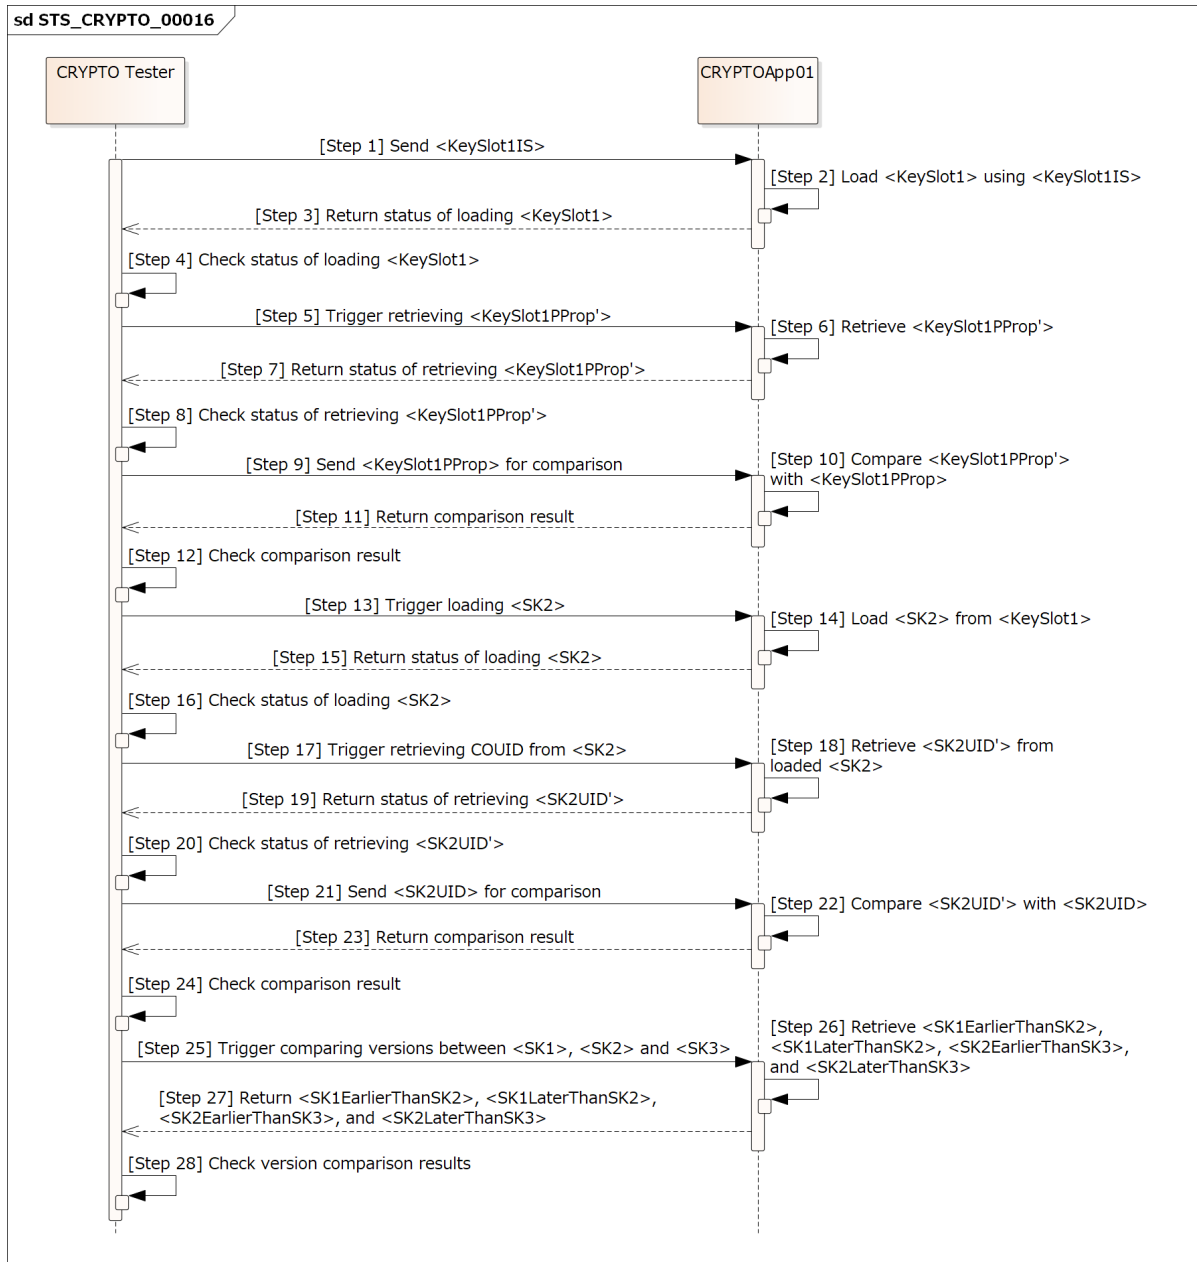 sd STS_CRYPTO_00016
CRYPTO Tester
CRYPTOApp01
[Step 1] Send <KeySlot1IS>
[Step 2] Load <KeySlot1> using <KeySlot1IS>
[Step 3] Return status of loading <KeySlot1>
[Step 4] Check status of loading <KeySlot1>
[Step 5] Trigger retrieving <KeySlot1PProp'>
[Step 6] Retrieve <KeySlot1PProp'>
[Step 7] Return status of retrieving <KeySlot1PProp'>
[Step 8] Check status of retrieving <KeySlot1PProp'>
[Step 9] Send <KeySlot1PProp> for comparison
[Step 10] Compare <KeySlot1PProp'>
with <KeySlot1PProp>
[Step 11] Return comparison result
[Step 12] Check comparison result
[Step 13] Trigger loading <SK2>
[Step 14] Load <SK2> from <KeySlot1>
[Step 15] Return status of loading <SK2>
[Step 16] Check status of loading <SK2>
[Step 17] Trigger retrieving COUID from <SK2>
[Step 18] Retrieve <SK2UID'> from
loaded <SK2>
[Step 19] Return status of retrieving <SK2UID'>
[Step 20] Check status of retrieving <SK2UID'>
[Step 21] Send <SK2UID> for comparison
[Step 22] Compare <SK2UID'> with <SK2UID>
[Step 23] Return comparison result
[Step 24] Check comparison result
[Step 25] Trigger comparing versions between <SK1>, <SK2> and <SK3>
[Step 26] Retrieve <SK1EarlierThanSK2>,
<SK1LaterThanSK2>, <SK2EarlierThanSK3>,
and <SK2LaterThanSK3>
[Step 27] Return <SK1EarlierThanSK2>, <SK1LaterThanSK2>,
<SK2EarlierThanSK3>, and <SK2LaterThanSK3>
[Step 28] Check version comparison results